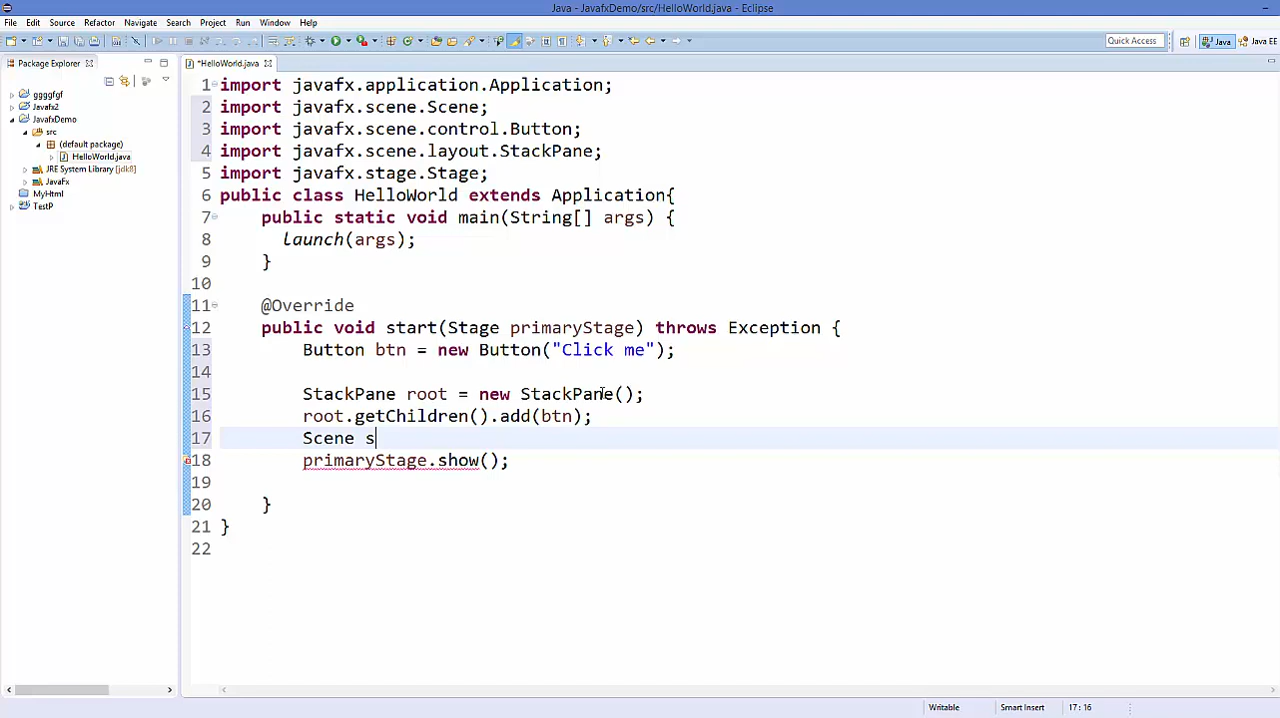 Java - JavafxDemo/src/HelloWorld.java - Eclipse
File Edit Source Refactor Navigate Search Project Run Window Help
Quick Access Java Java EE
Package Explorer
*HelloWorld.java
ggggfgf
Javafx2
JavafxDemo
src
(default package)
HelloWorld.java
JRE System Library [jdk8]
JavaFx
MyHtml
TestP
1 import javafx.application.Application;
2 import javafx.scene.Scene;
3 import javafx.scene.control.Button;
4 import javafx.scene.layout.StackPane;
5 import javafx.stage.Stage;
6 public class HelloWorld extends Application{
7 public static void main(String[] args) {
8 launch(args);
9 }
10
11 @Override
12 public void start(Stage primaryStage) throws Exception {
13 Button btn = new Button("Click me");
14
15 StackPane root = new StackPane();
16 root.getChildren().add(btn);
17 Scene s
18 primaryStage.show();
19
20 }
21 }
22
Writable Smart Insert 17 : 16